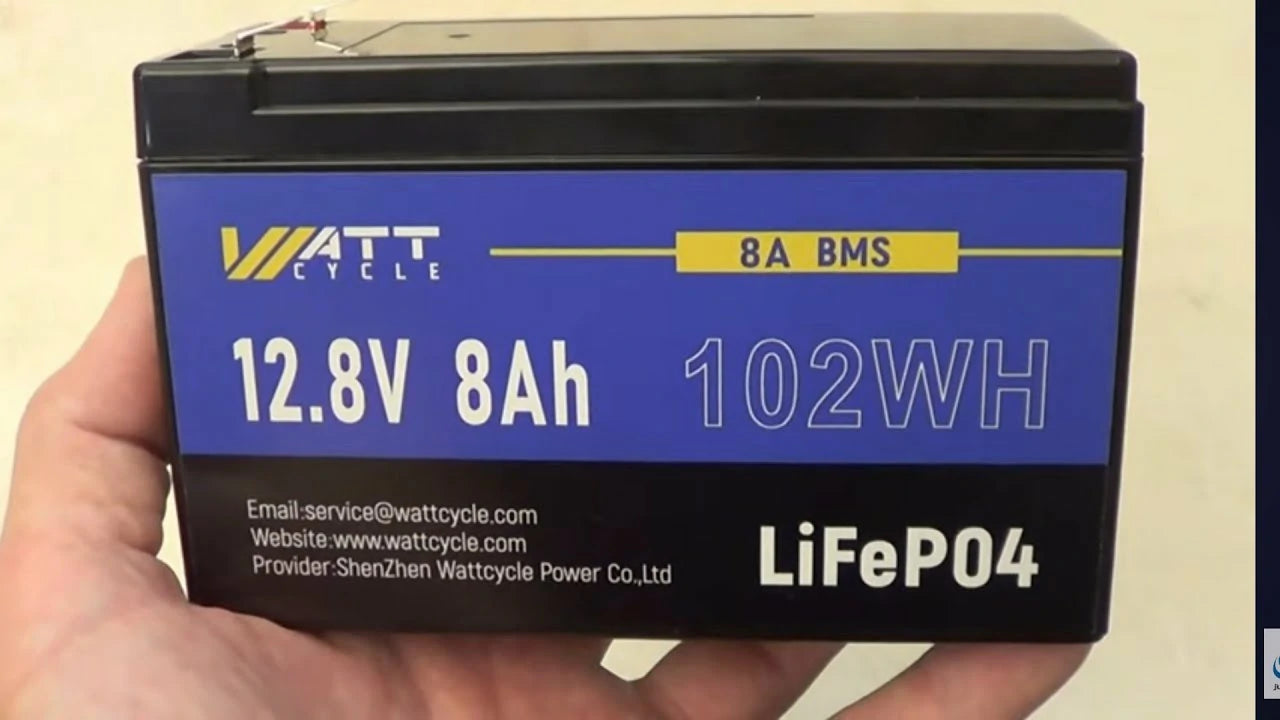 WATT
CYCLE
8A BMS
12.8V 8Ah
102WH
Email:service@wattcycle.com
Website:www.wattcycle.com
Provider:ShenZhen Wattcycle Power Co.,Ltd
LiFePO4